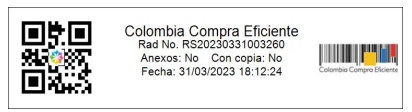 Colombia Compra Eficiente
Rad No. RS20230331003260
Anexos: No Con copia: No
Fecha: 31/03/2023 18:12:24
Colombia Compra Eficiente